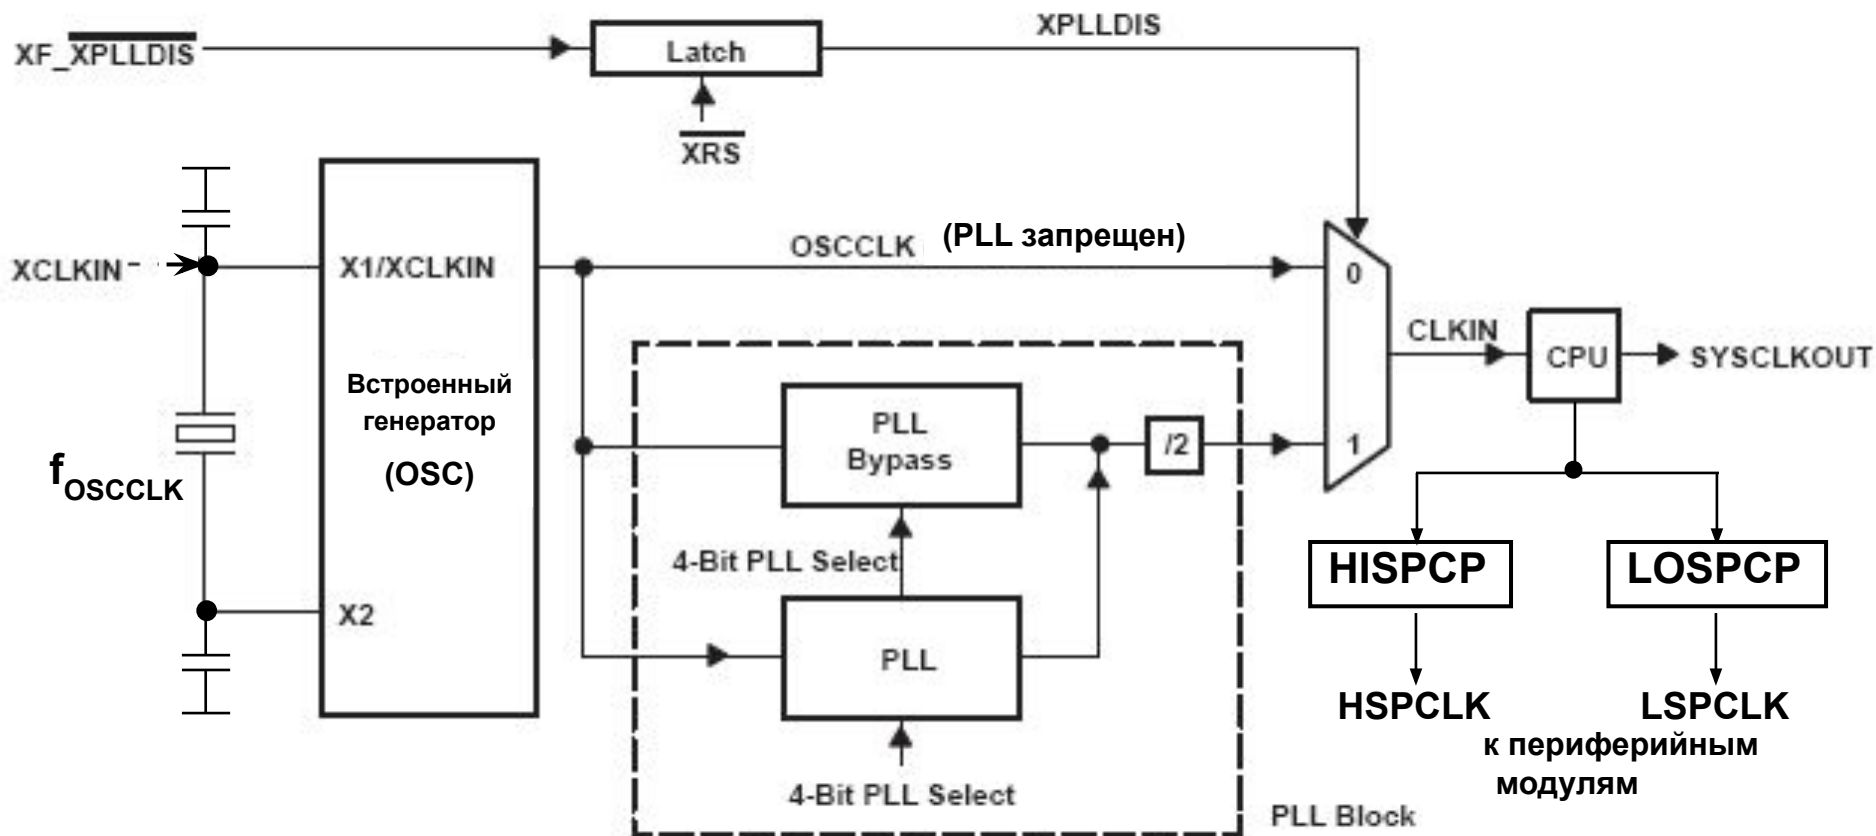 XPLLDIS
XF_XPLLDIS
Latch
XRS
XCLKIN
X1/XCLKIN
OSCCLK
(PLL запрещен)
0
Встроенный
генератор
(OSC)
fOSCCLK
X2
PLL
Bypass
/2
1
CLKIN
CPU
SYSCLKOUT
4-Bit PLL Select
PLL
4-Bit PLL Select
PLL Block
HISPCP
LOSPCP
HSPCLK
LSPCLK
к периферийным
модулям